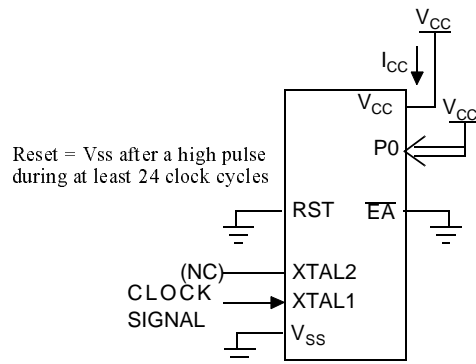 VCC
ICC
VCC
VCC
P0
Reset = Vss after a high pulse
during at least 24 clock cycles
RST
EA
(NC)
XTAL2
CLOCK
SIGNAL
XTAL1
VSS